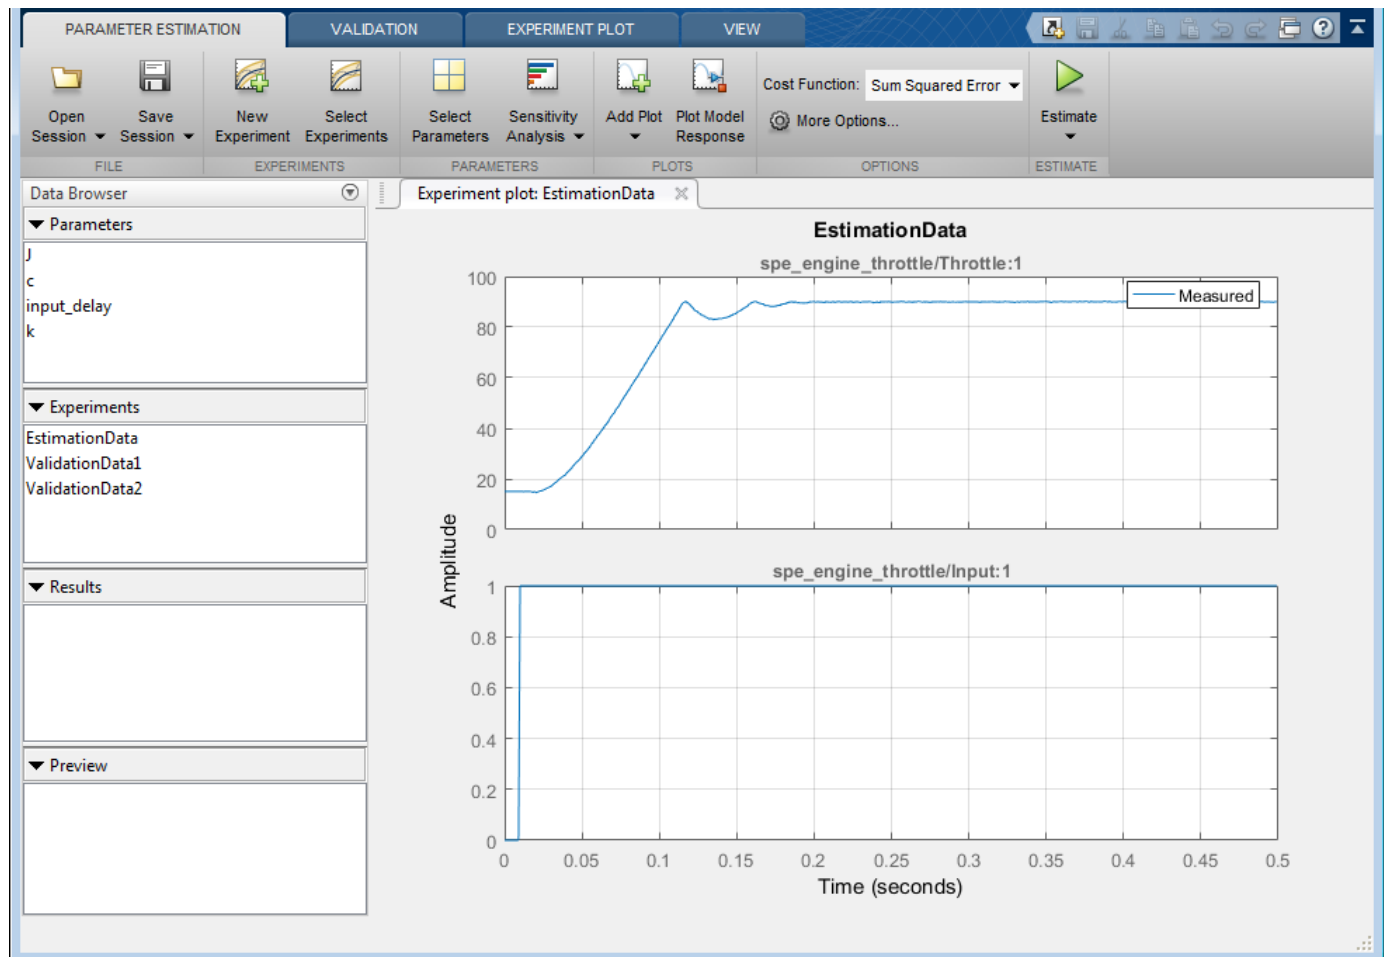 PARAMETER ESTIMATION VALIDATION EXPERIMENT PLOT VIEW
Open Session
Save Session
New Experiment
Select Experiments
Select Parameters
Sensitivity Analysis
Add Plot
Plot Model Response
Cost Function: Sum Squared Error
More Options...
Estimate
FILE EXPERIMENTS PARAMETERS PLOTS OPTIONS ESTIMATE
Data Browser
Parameters
J
c
input_delay
k
Experiments
EstimationData
ValidationData1
ValidationData2
Results
Preview
Experiment plot: EstimationData
EstimationData
spe_engine_throttle/Throttle:1
Measured
100
80
60
40
20
0
Amplitude
spe_engine_throttle/Input:1
1
0.8
0.6
0.4
0.2
0
0 0.05 0.1 0.15 0.2 0.25 0.3 0.35 0.4 0.45 0.5
Time (seconds)